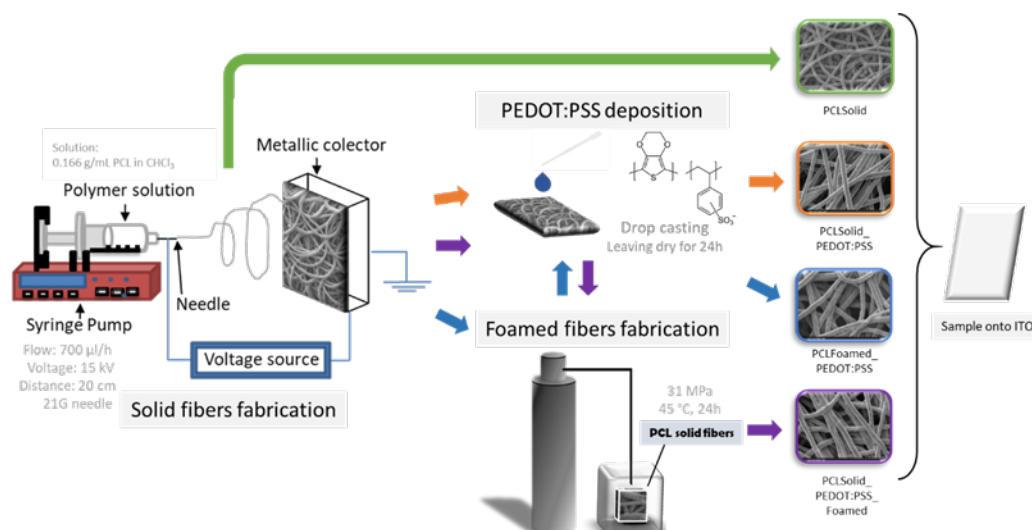 Solution:
0.166 g/mL PCL in CHCl₃
Polymer solution
Metallic colector
Needle
Syringe Pump
Flow: 700 µl/h
Voltage: 15 kV
Distance: 20 cm
21G needle
Voltage source
Solid fibers fabrication
PEDOT:PSS deposition
O
O
S
SO₃⁻
Drop casting
Leaving dry for 24h
Foamed fibers fabrication
31 MPa
45 °C, 24h
PCL solid fibers
PCLSolid
PCLSolid_
PEDOT:PSS
PCLFoamed_
PEDOT:PSS
PCLSolid_
PEDOT:PSS_
Foamed
Sample onto ITO